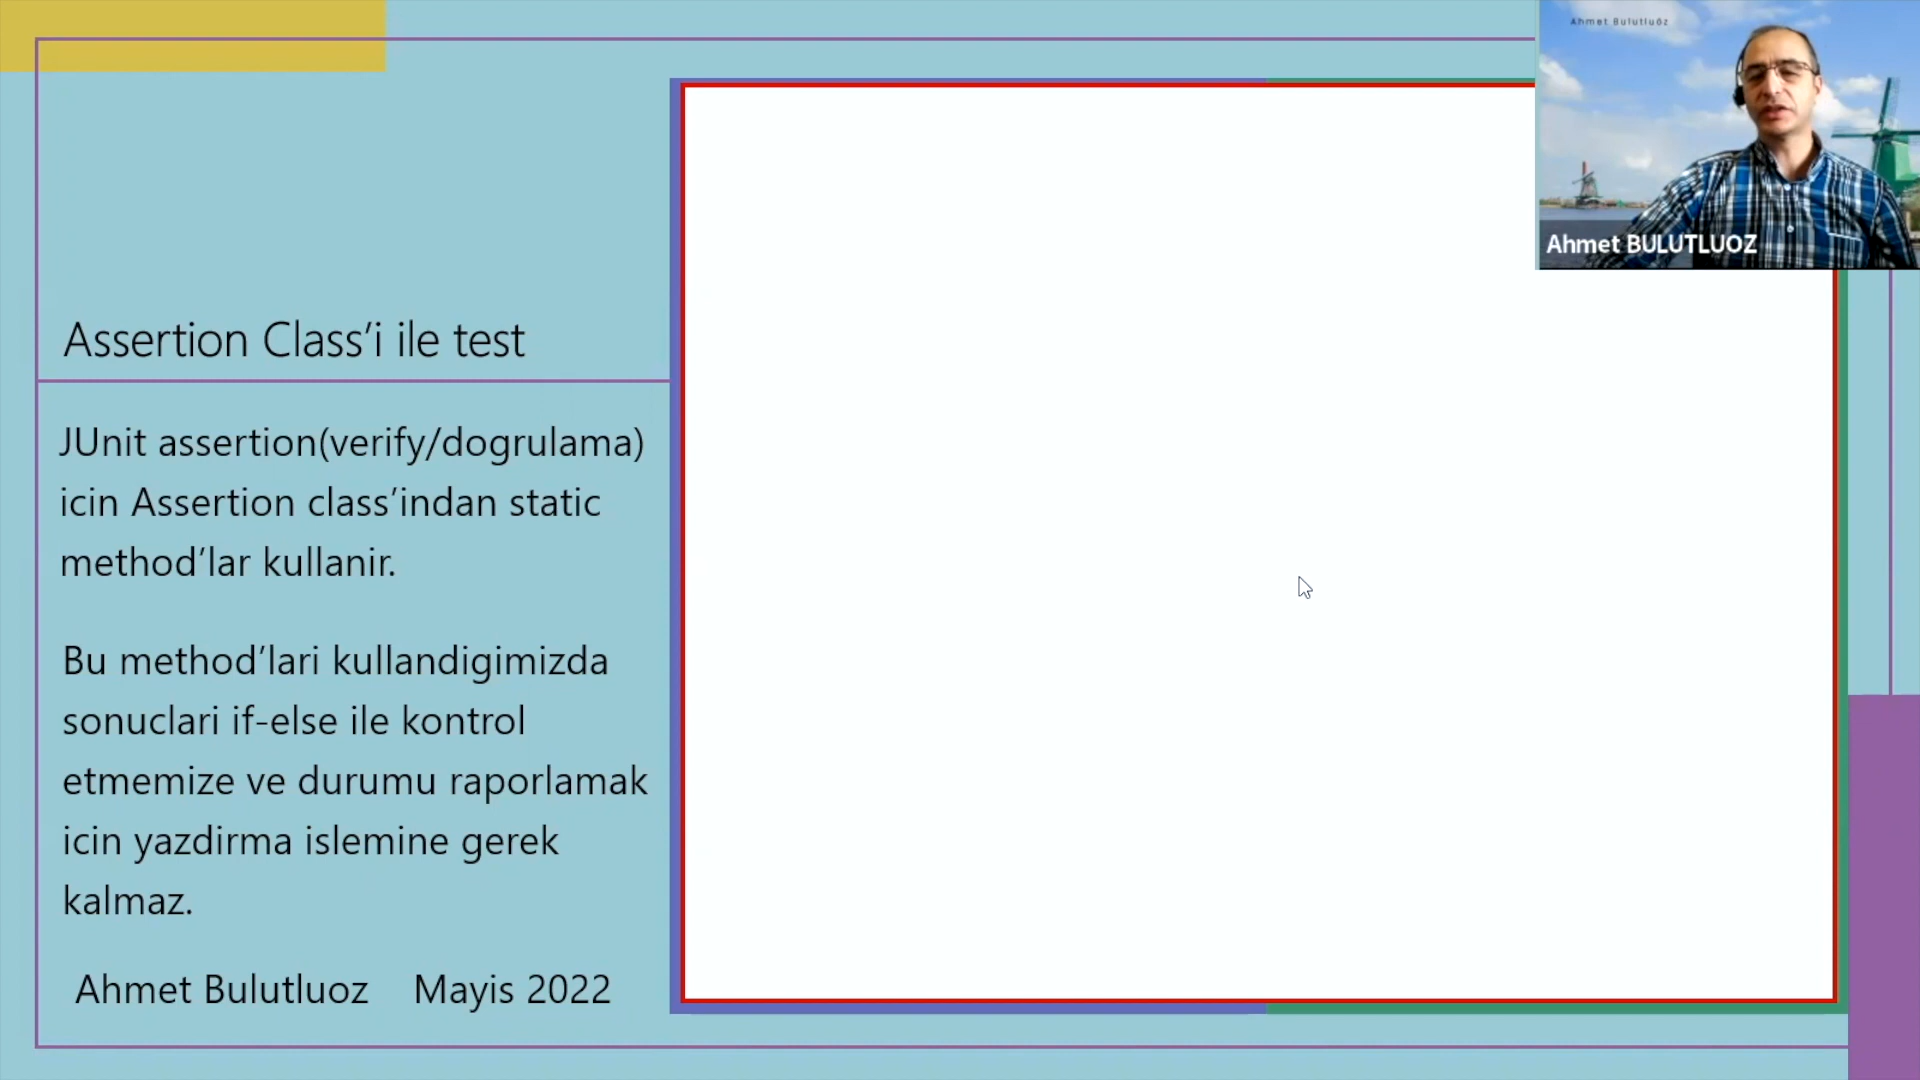 Ahmet Bulutluöz
Ahmet BULUTLUOZ
Assertion Class’i ile test
JUnit assertion(verify/dogrulama)
icin Assertion class’indan static
method’lar kullanir.
Bu method’lari kullandigimizda
sonuclari if-else ile kontrol
etmemize ve durumu raporlamak
icin yazdirma islemine gerek
kalmaz.
Ahmet Bulutluoz Mayis 2022